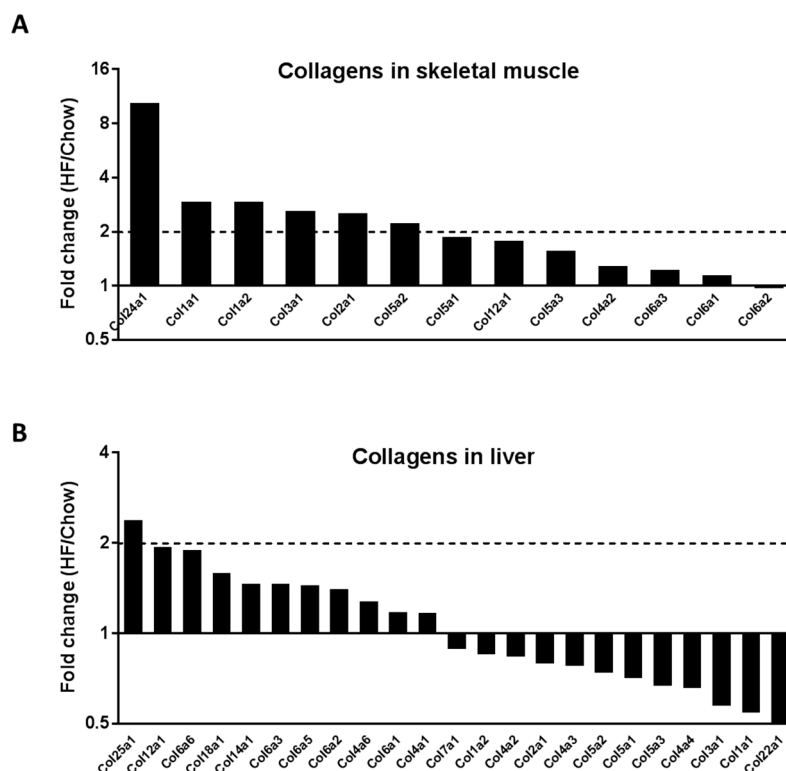 A
Collagens in skeletal muscle
Fold change (HF/Chow)
16
8
4
2
1
0.5
Col24a1
Col1a1
Col1a2
Col3a1
Col2a1
Col5a2
Col5a1
Col12a1
Col5a3
Col4a2
Col6a3
Col6a1
Col6a2
B
Collagens in liver
Fold change (HF/Chow)
4
2
1
0.5
Col25a1
Col12a1
Col6a6
Col18a1
Col14a1
Col6a3
Col6a5
Col6a2
Col4a6
Col6a1
Col4a1
Col7a1
Col1a2
Col4a2
Col2a1
Col4a3
Col5a2
Col5a1
Col5a3
Col4a4
Col3a1
Col1a1
Col22a1